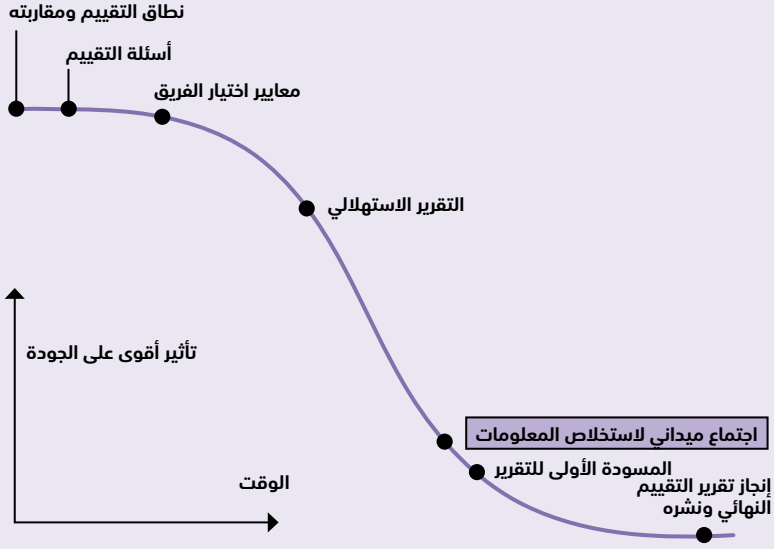 نطاق التقييم ومقاربته
أسئلة التقييم
معايير اختيار الفريق
التقرير الاستهلالي
تأثير أقوى على الجودة
اجتماع ميداني لاستخلاص المعلومات
المسودة الأولى للتقرير
إنجاز تقرير التقييم
النهائي ونشره
الوقت